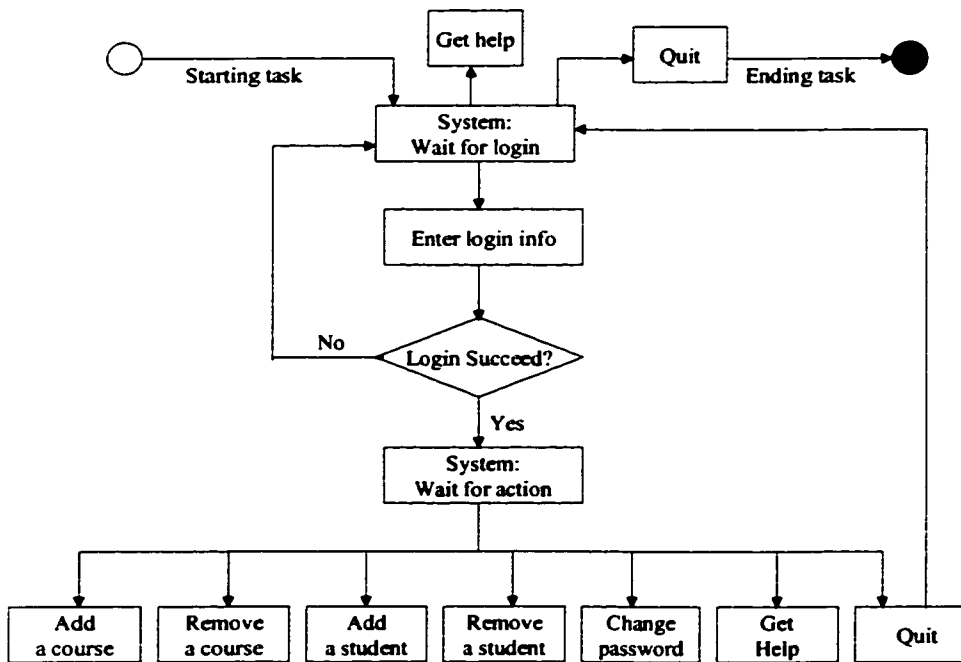 Get help
Quit
Starting task
Ending task
System:
Wait for login
Enter login info
No
Login Succeed?
Yes
System:
Wait for action
Add
a course
Remove
a course
Add
a student
Remove
a student
Change
password
Get
Help
Quit